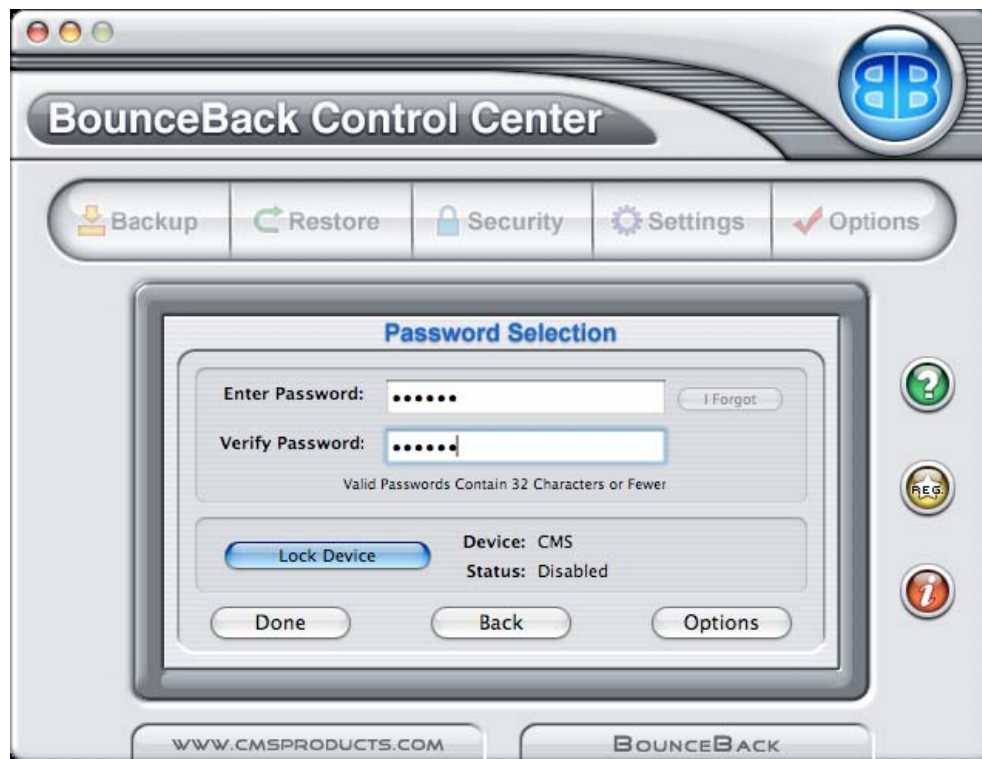 BB
BounceBack Control Center
Backup Restore Security Settings Options
Password Selection
Enter Password: •••••• I Forgot
Verify Password: ••••••
Valid Passwords Contain 32 Characters or Fewer
Lock Device
Device: CMS
Status: Disabled
Done Back Options
?
REG.
i
WWW.CMSPRODUCTS.COM BOUNCEBACK